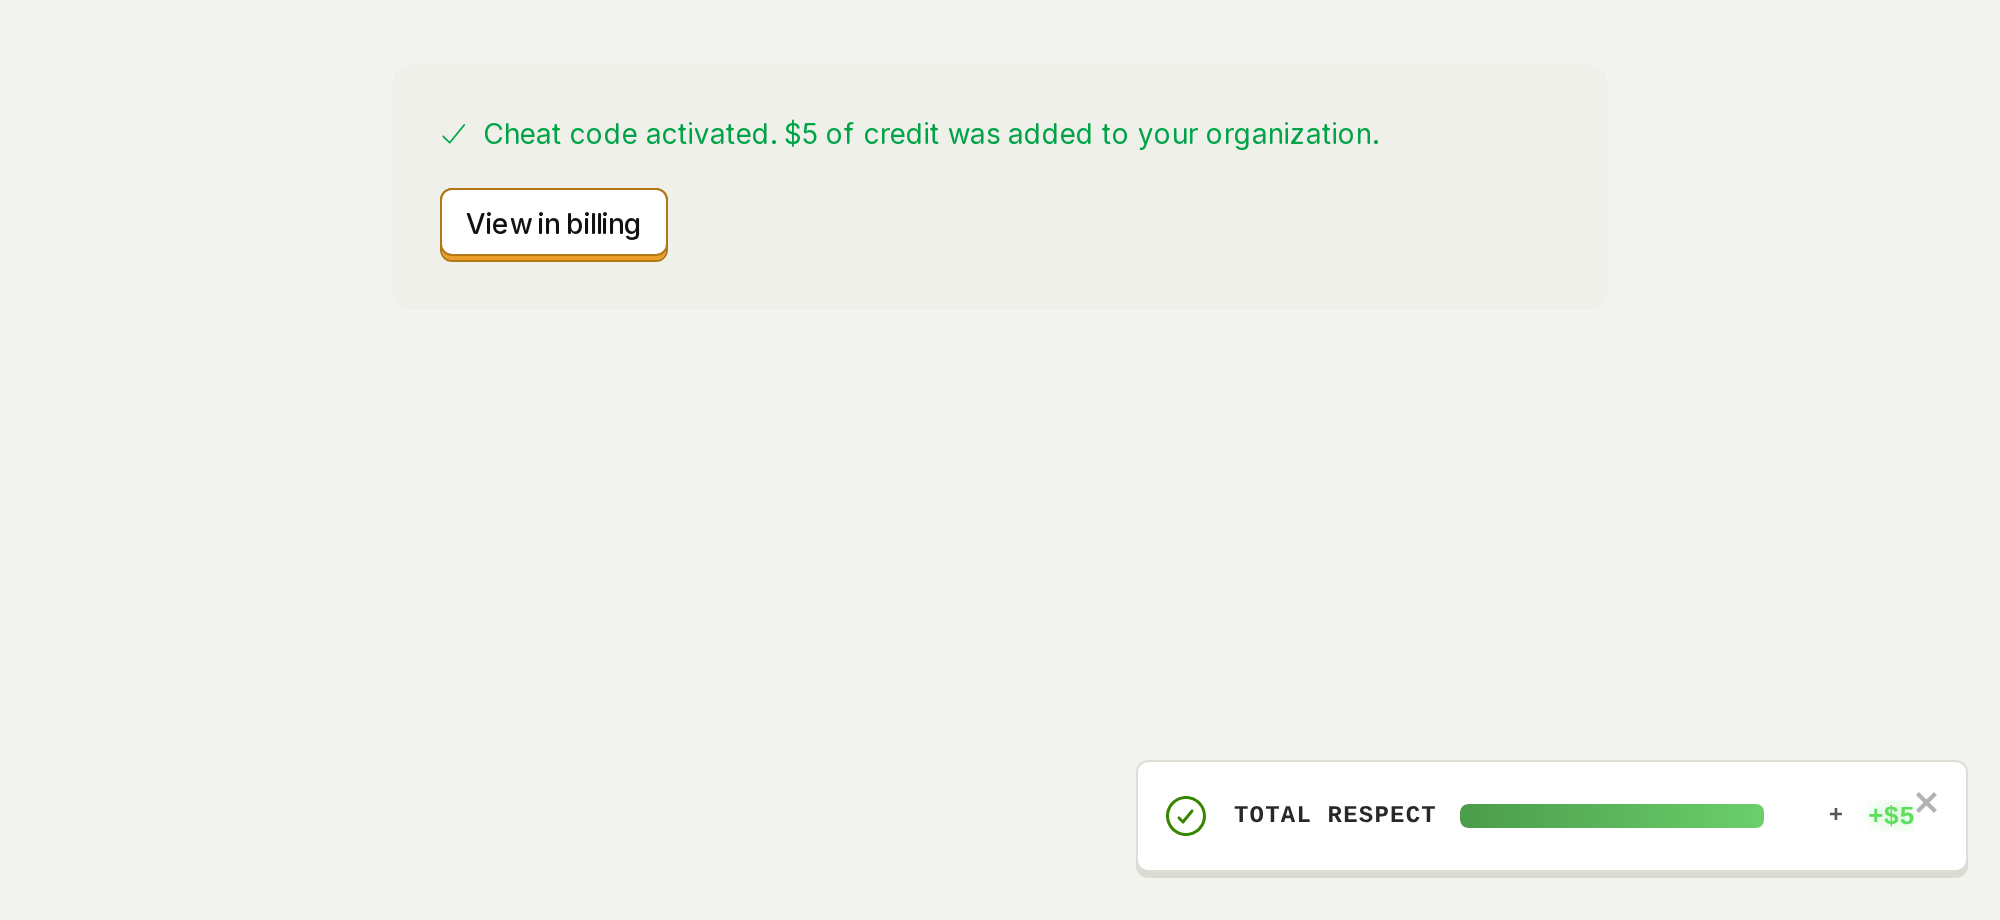 Cheat code activated. $5 of credit was added to your organization.
View in billing
TOTAL RESPECT + +$5